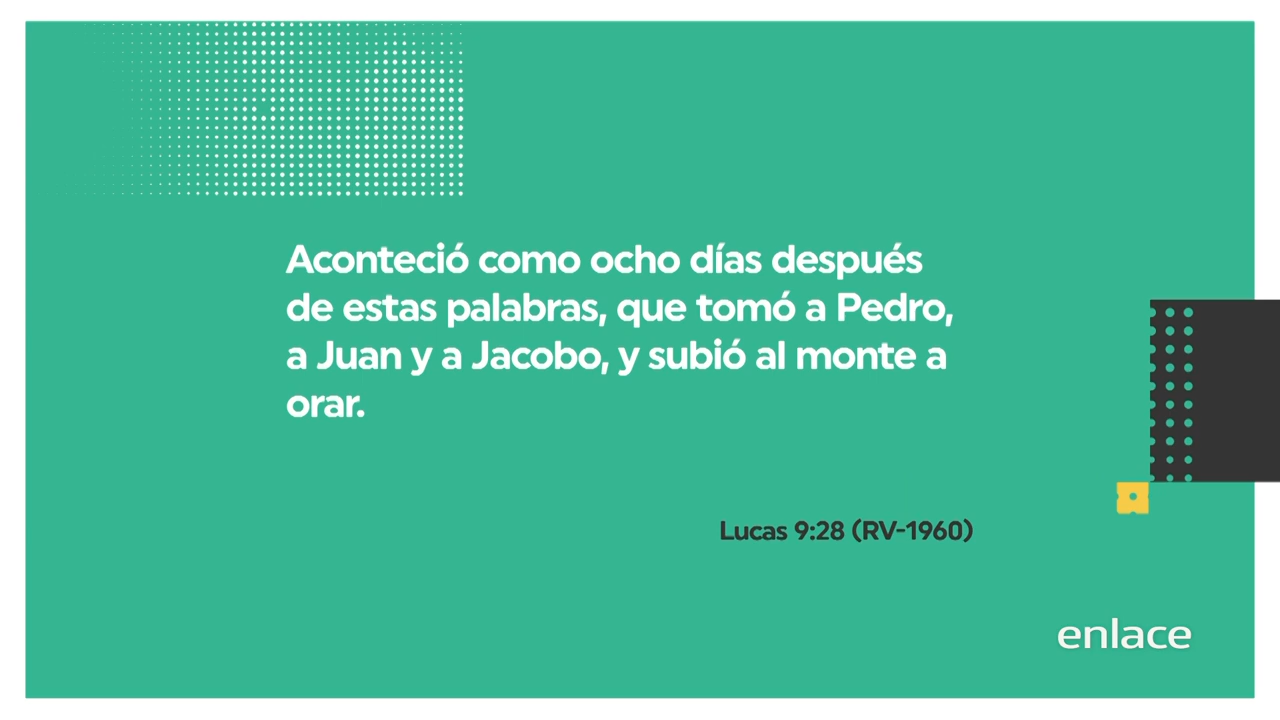 Aconteció como ocho días después
de estas palabras, que tomó a Pedro,
a Juan y a Jacobo, y subió al monte a
orar.
Lucas 9:28 (RV-1960)
enlace